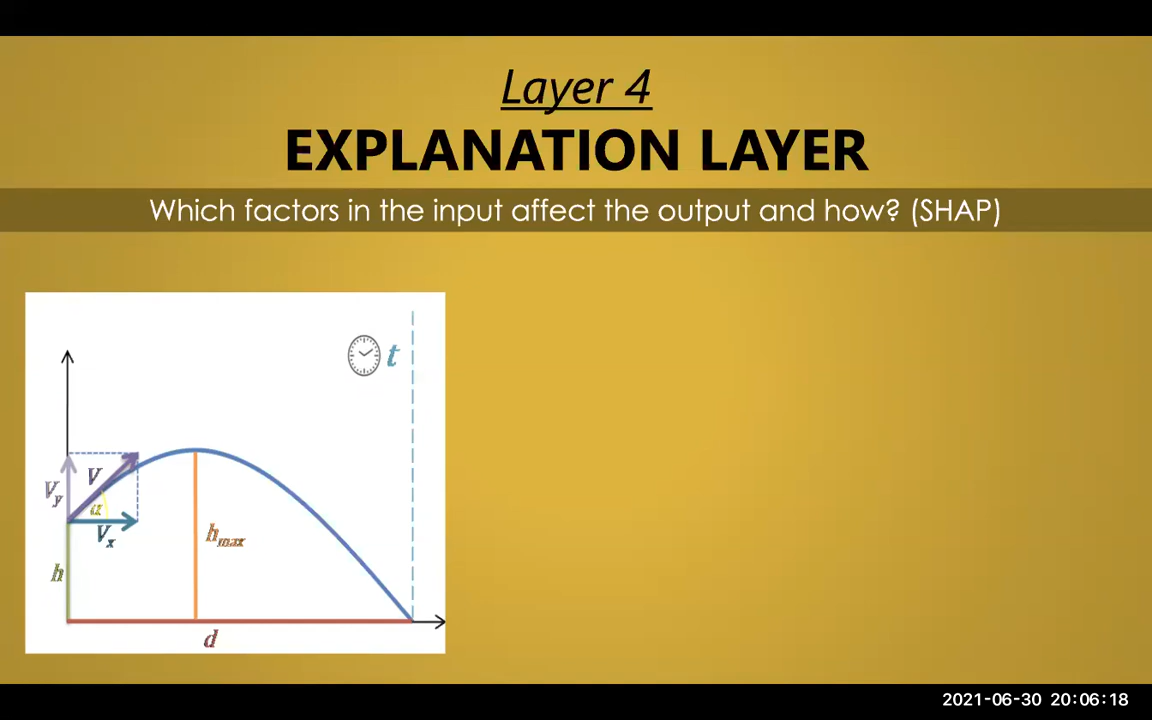 Layer 4
EXPLANATION LAYER
Which factors in the input affect the output and how? (SHAP)
t
V
Vy
α
Vx
hmax
h
d
2021-06-30 20:06:18